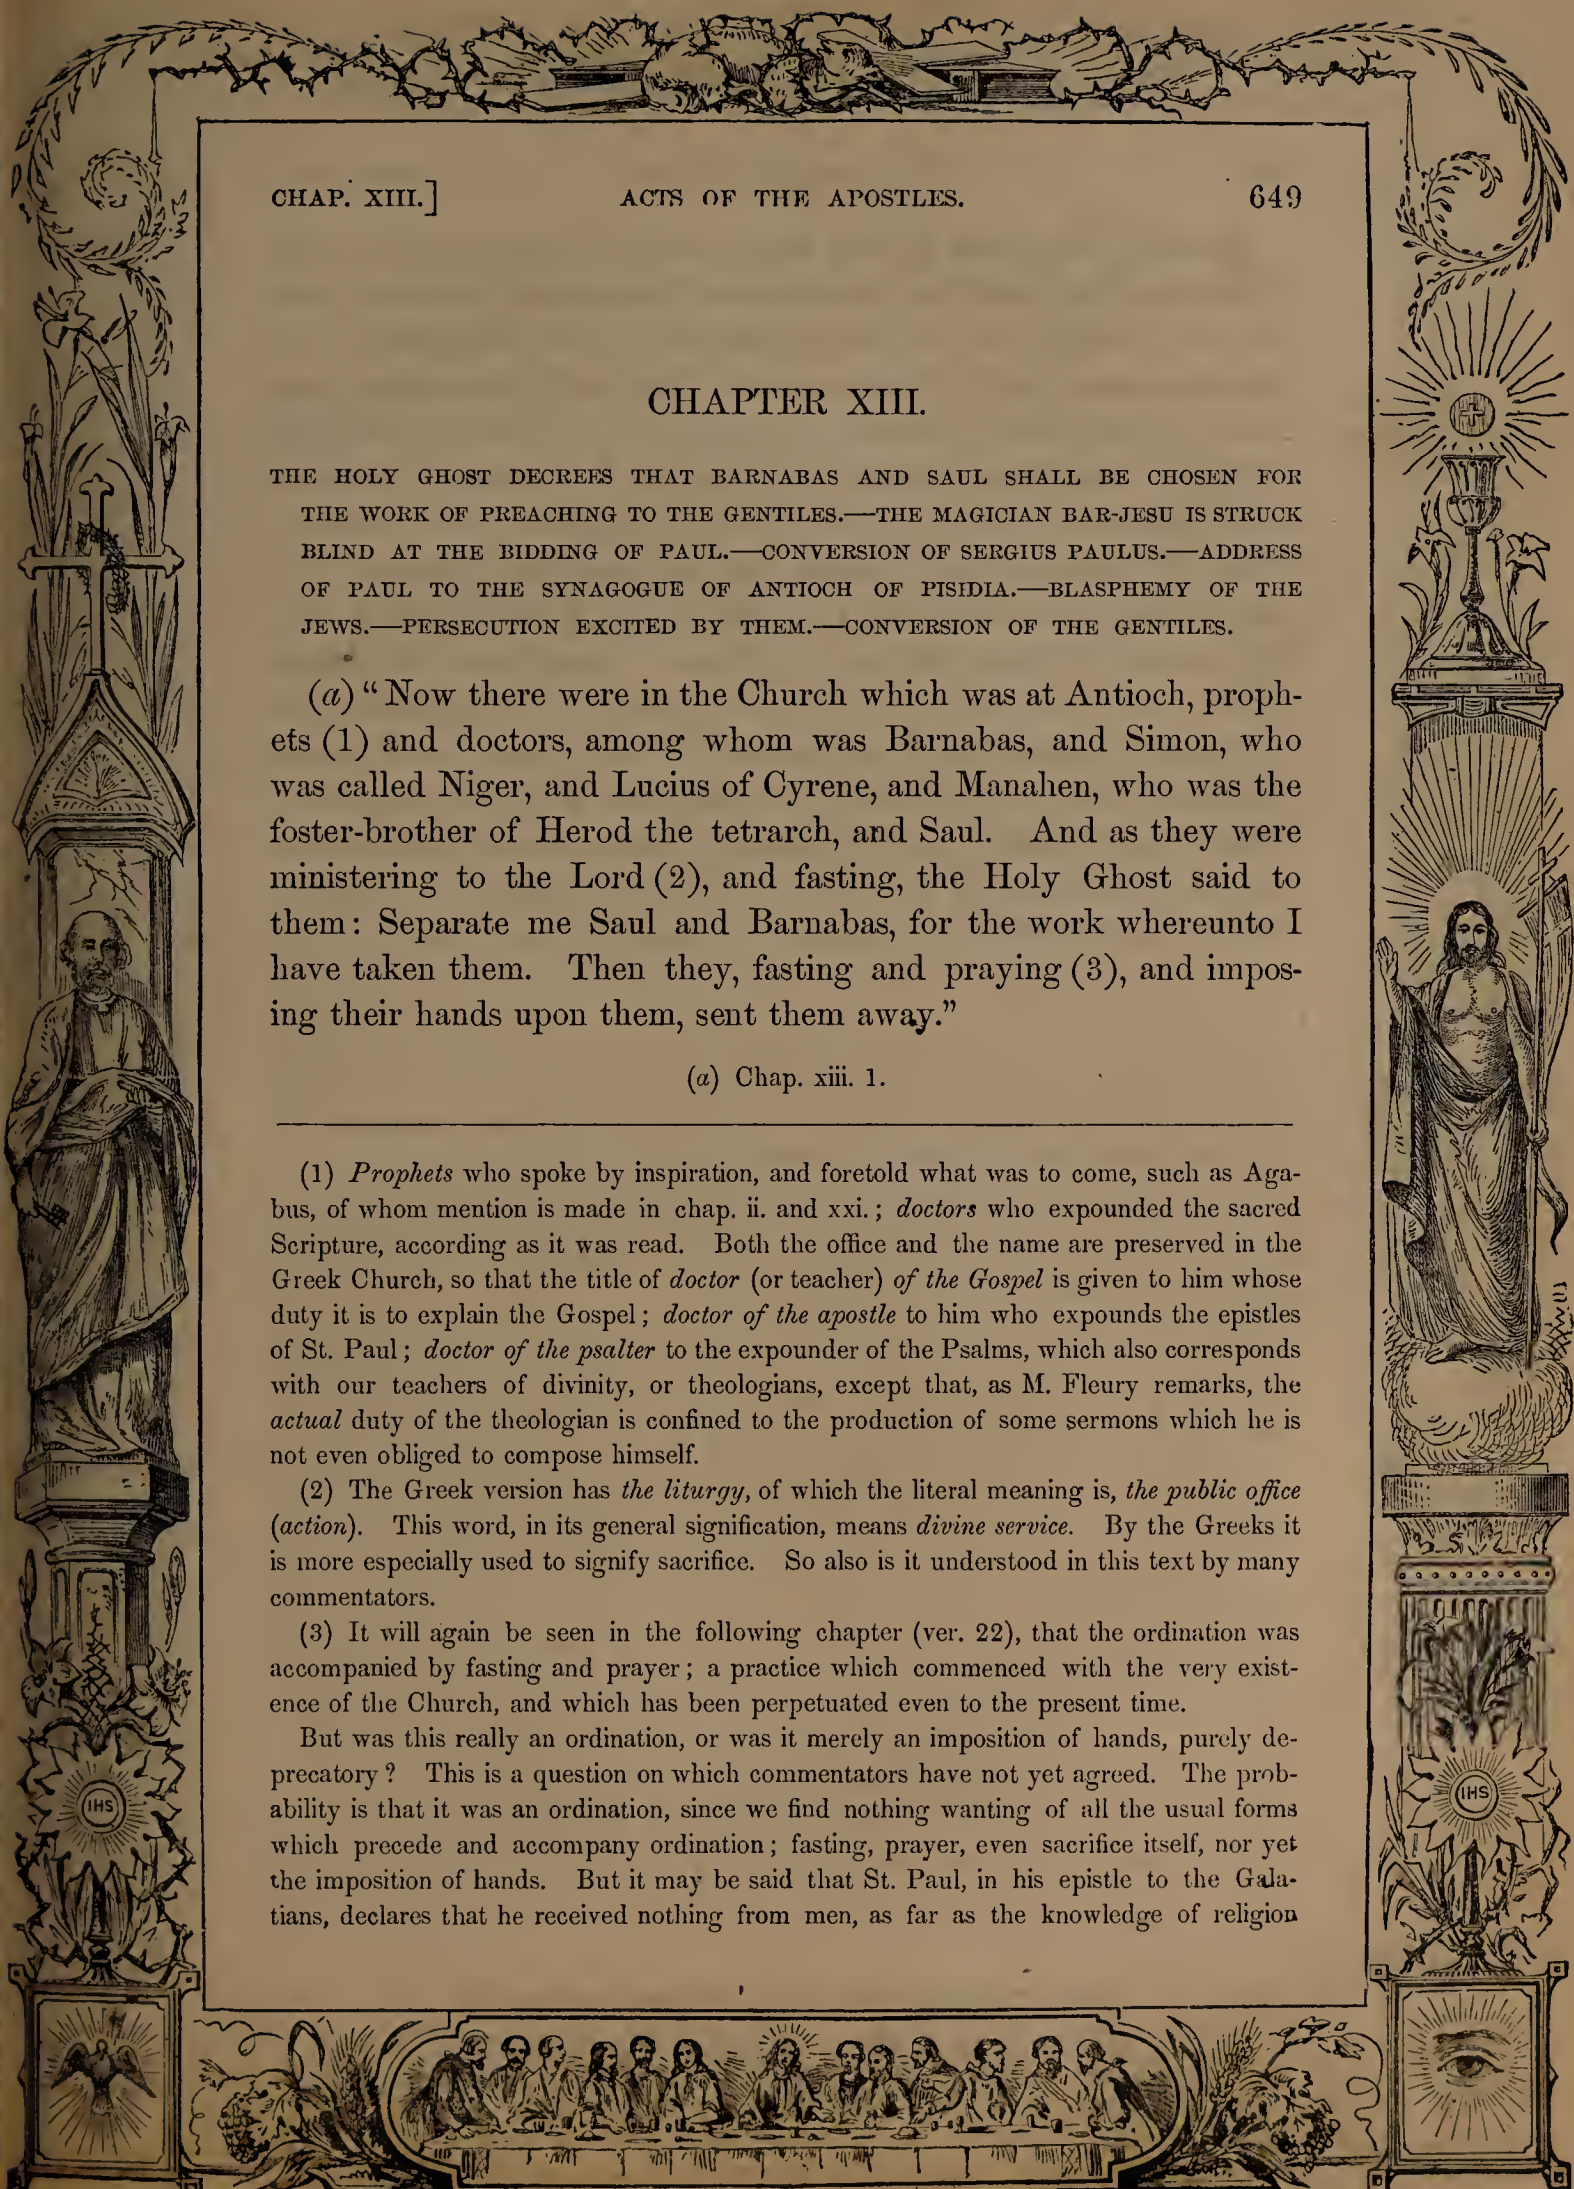 CHAP. XIII.] ACTS OF THE APOSTLES. 649
CHAPTER XIII.
THE HOLY GHOST DECREES THAT BARNABAS AND SAUL SHALL BE CHOSEN FOR
THE WORK OF PREACHING TO THE GENTILES.—THE MAGICIAN BAR-JESU IS STRUCK
BLIND AT THE BIDDING OF PAUL.—CONVERSION OF SERGIUS PAULUS.—ADDRESS
OF PAUL TO THE SYNAGOGUE OF ANTIOCH OF PISIDIA.—BLASPHEMY OF THE
JEWS.—PERSECUTION EXCITED BY THEM.—CONVERSION OF THE GENTILES.
(a) “Now there were in the Church which was at Antioch, proph-
ets (1) and doctors, among whom was Barnabas, and Simon, who
was called Niger, and Lucius of Cyrene, and Manahen, who was the
foster-brother of Herod the tetrarch, and Saul. And as they were
ministering to the Lord (2), and fasting, the Holy Ghost said to
them: Separate me Saul and Barnabas, for the work whereunto I
have taken them. Then they, fasting and praying (3), and impos-
ing their hands upon them, sent them away.”
(a) Chap. xiii. 1.
(1) Prophets who spoke by inspiration, and foretold what was to come, such as Aga-
bus, of whom mention is made in chap. ii. and xxi.; doctors who expounded the sacred
Scripture, according as it was read. Both the office and the name are preserved in the
Greek Church, so that the title of doctor (or teacher) of the Gospel is given to him whose
duty it is to explain the Gospel; doctor of the apostle to him who expounds the epistles
of St. Paul; doctor of the psalter to the expounder of the Psalms, which also corresponds
with our teachers of divinity, or theologians, except that, as M. Fleury remarks, the
actual duty of the theologian is confined to the production of some sermons which he is
not even obliged to compose himself.
(2) The Greek version has the liturgy, of which the literal meaning is, the public office
(action). This word, in its general signification, means divine service. By the Greeks it
is more especially used to signify sacrifice. So also is it understood in this text by many
commentators.
(3) It will again be seen in the following chapter (ver. 22), that the ordination was
accompanied by fasting and prayer; a practice which commenced with the very exist-
ence of the Church, and which has been perpetuated even to the present time.
But was this really an ordination, or was it merely an imposition of hands, purely de-
precatory? This is a question on which commentators have not yet agreed. The prob-
ability is that it was an ordination, since we find nothing wanting of all the usual forms
which precede and accompany ordination; fasting, prayer, even sacrifice itself, nor yet
the imposition of hands. But it may be said that St. Paul, in his epistle to the Gala-
tians, declares that he received nothing from men, as far as the knowledge of religion
IHS
IHS